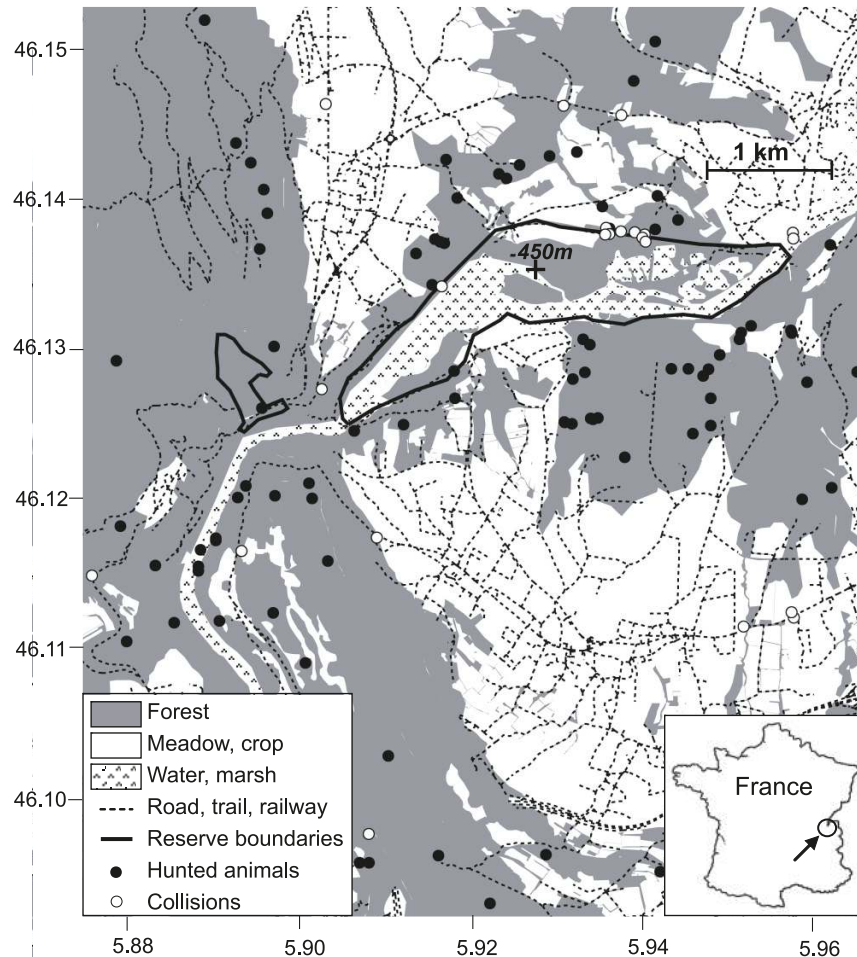 46.15
46.14
46.13
46.12
46.11
46.10
1 km
-450m
Forest
Meadow, crop
Water, marsh
Road, trail, railway
Reserve boundaries
Hunted animals
Collisions
France
5.88 5.90 5.92 5.94 5.96